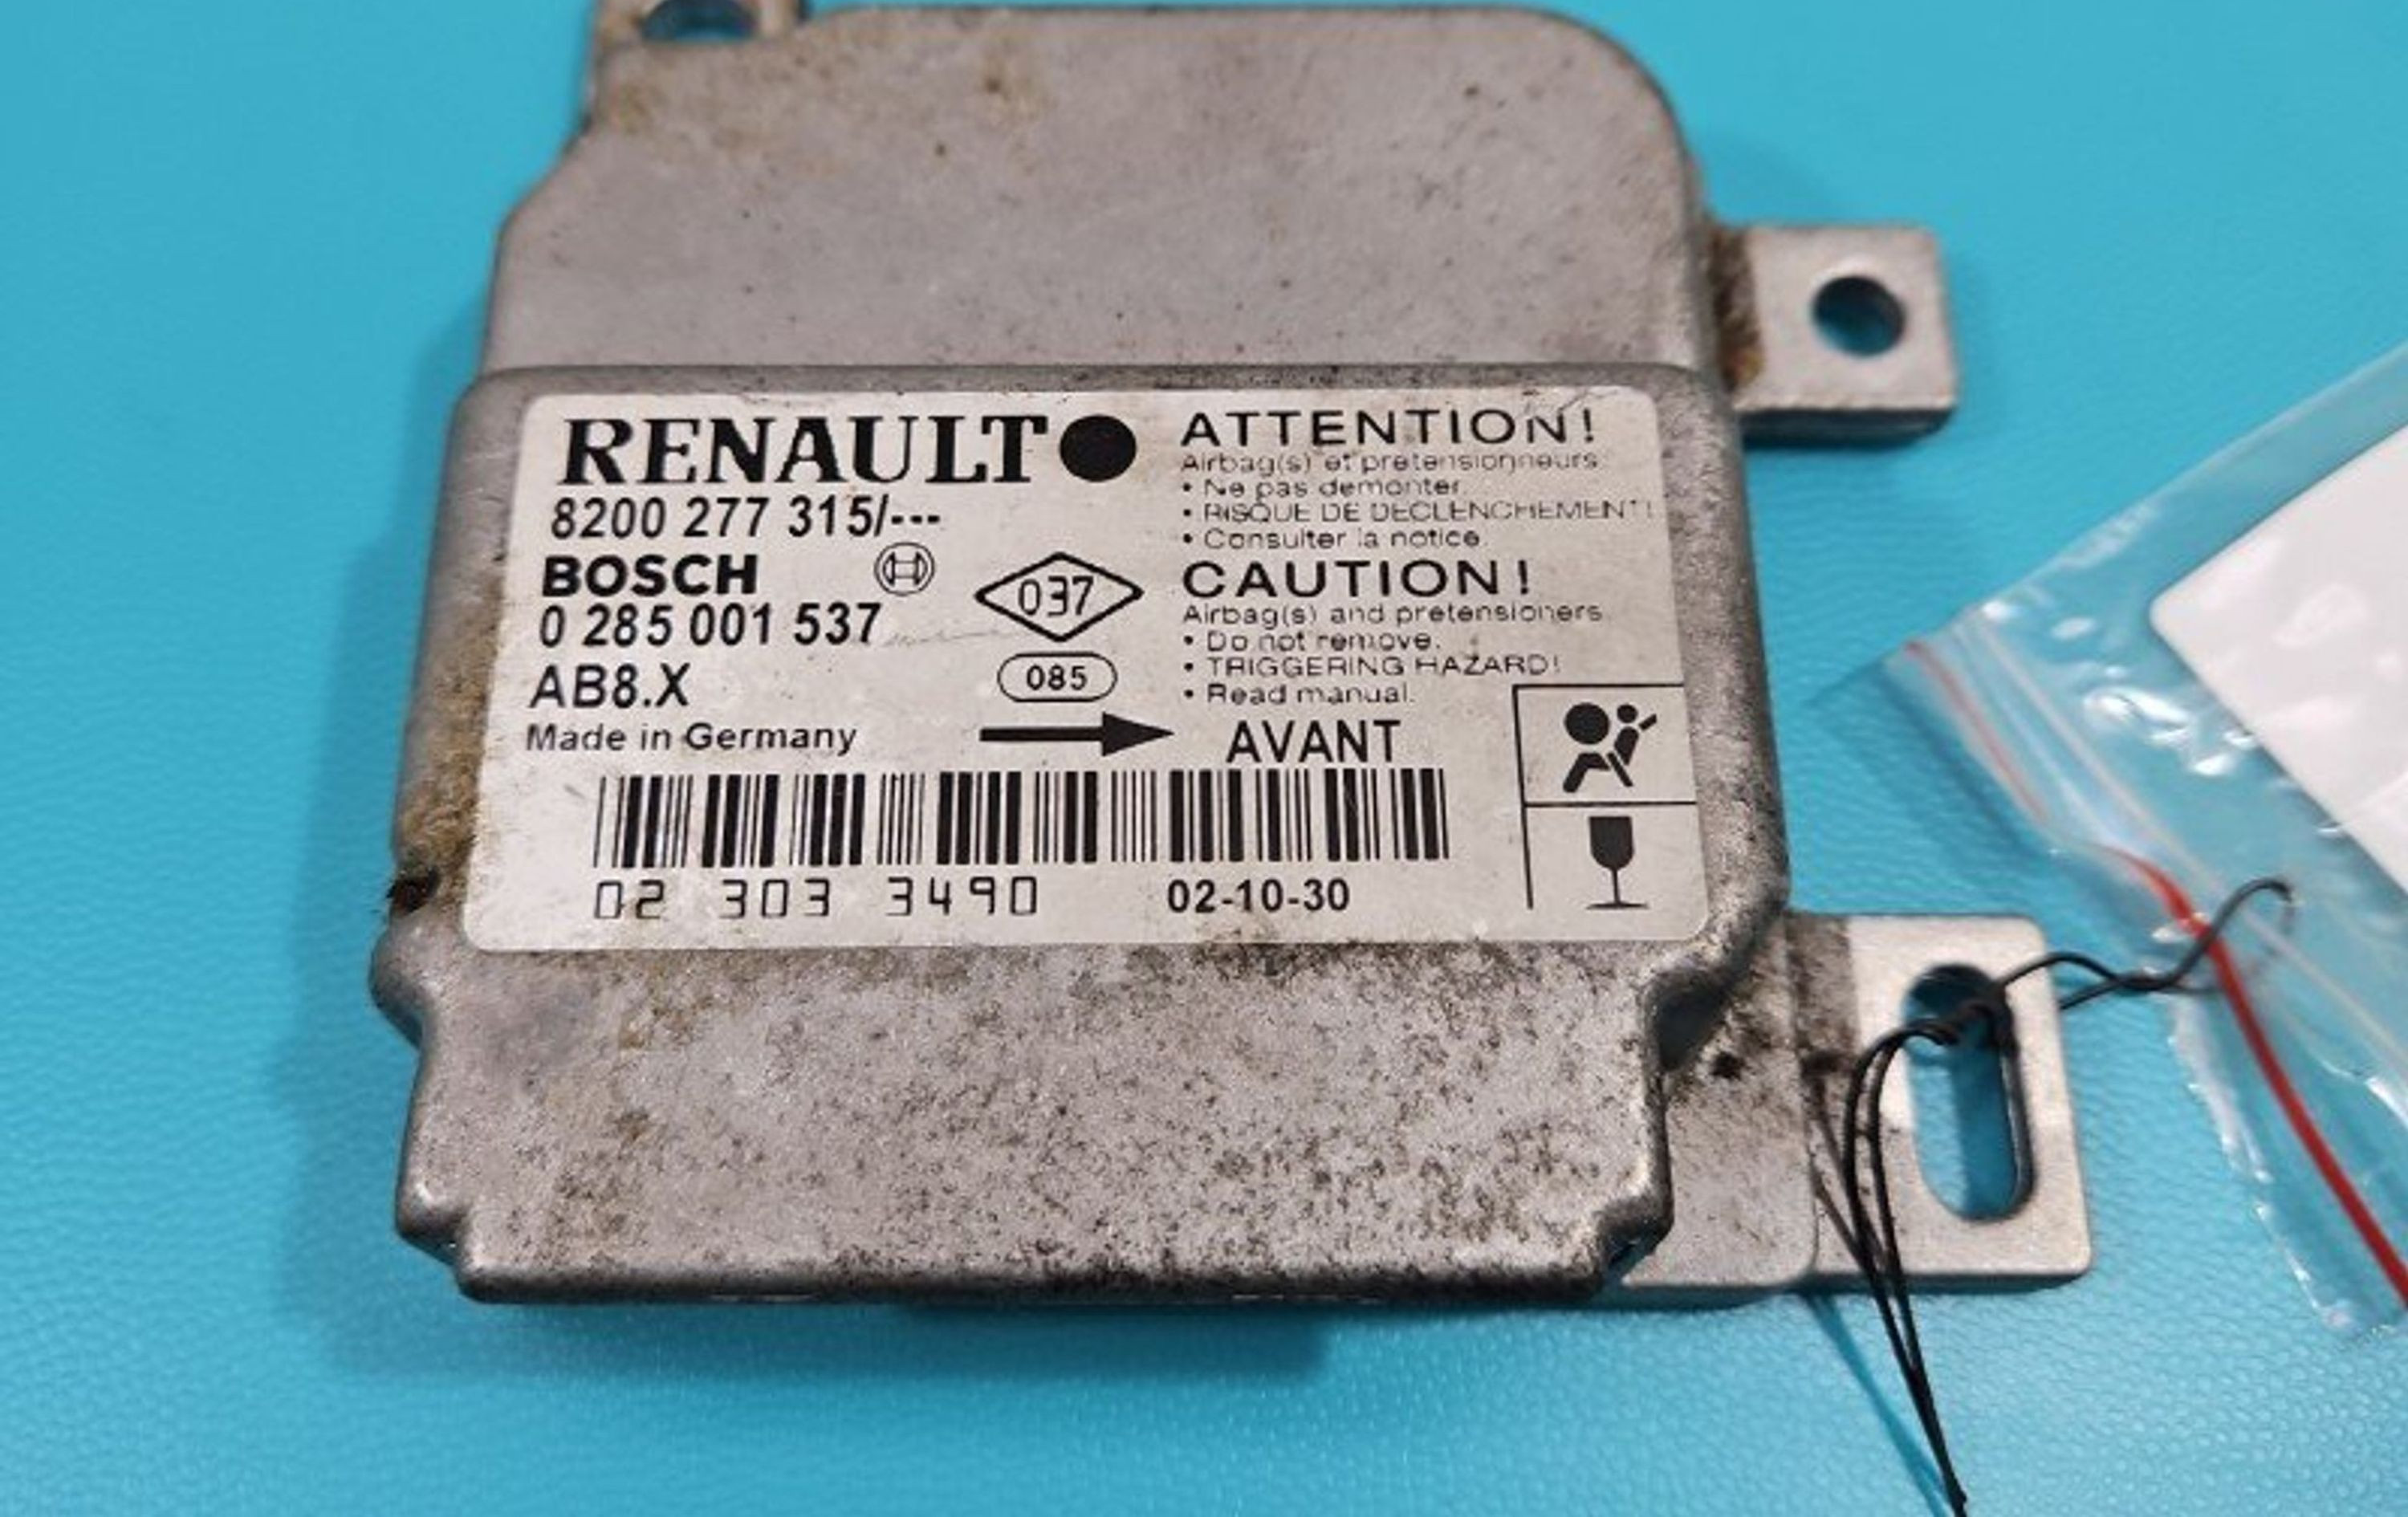 RENAULT
8200 277 315/---
BOSCH
0 285 001 537
AB8.X
Made in Germany
037
085
ATTENTION!
Airbag(s) et pretensionneurs
• Ne pas demonter
• RISQUE DE DECLENCHEMENT!
• Consulter la notice.
CAUTION!
Airbag(s) and pretensioners
• Do not remove.
• TRIGGERING HAZARD!
• Read manual.
AVANT
02 303 3490
02-10-30